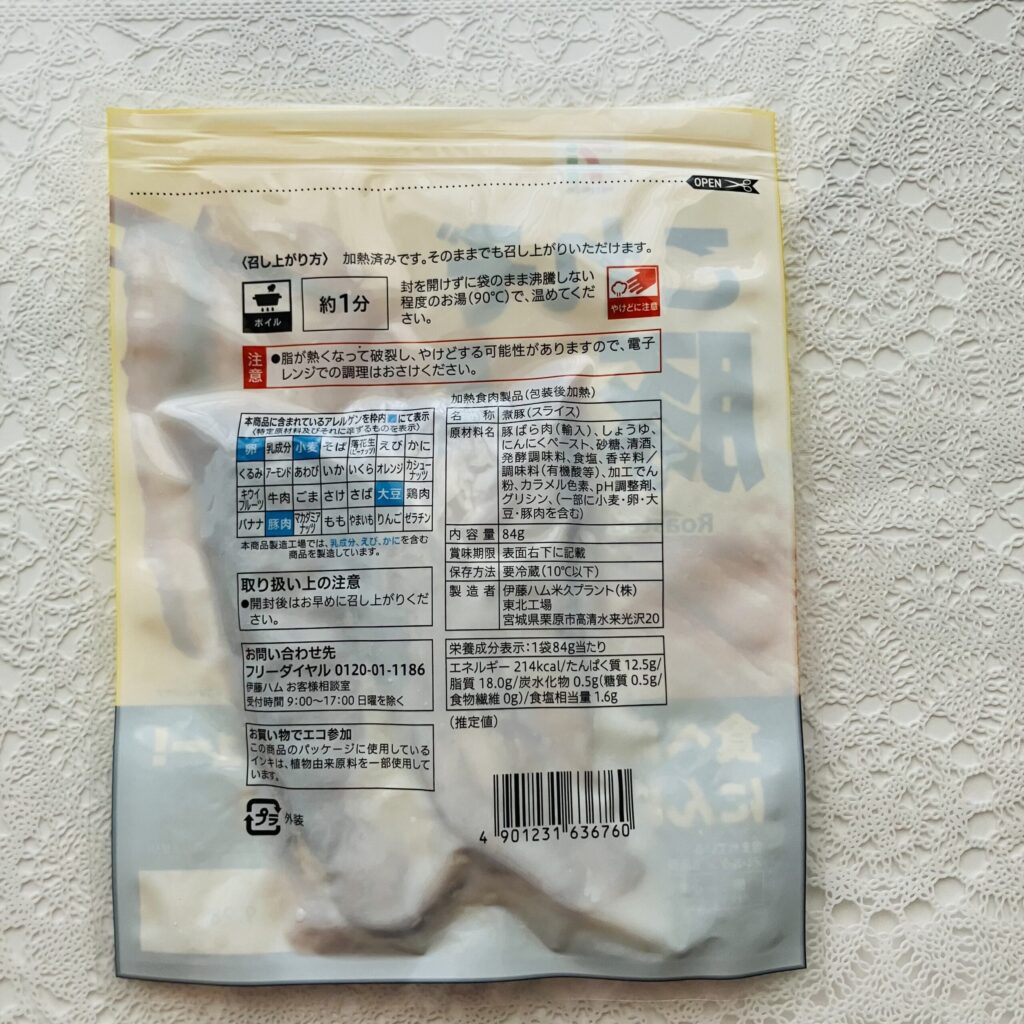 OPEN
〈召し上がり方〉 加熱済みです。そのままでも召し上がりいただけます。
ボイル
約1分
封を開けずに袋のまま沸騰しない
程度のお湯(90℃)で、温めてくだ
さい。
やけどに注意
注意
●脂が熱くなって破裂し、やけどする可能性がありますので、電子
レンジでの調理はおさけください。
本商品に含まれているアレルゲンを枠内■にて表示
〈特定原材料及びそれに準ずるものを表示〉
卵 乳成分 小麦 そば 落花生(ピーナッツ) えび かに
くるみ アーモンド あわび いか いくら オレンジ カシューナッツ
キウイフルーツ 牛肉 ごま さけ さば 大豆 鶏肉
バナナ 豚肉 マカダミアナッツ もも やまいも りんご ゼラチン
本商品製造工場では、乳成分、えび、かにを含む
商品を製造しています。
取り扱い上の注意
●開封後はお早めに召し上がりくだ
さい。
お問い合わせ先
フリーダイヤル 0120-01-1186
伊藤ハム お客様相談室
受付時間 9:00〜17:00 日曜を除く
お買い物でエコ参加
この商品のパッケージに使用している
インキは、植物由来原料を一部使用して
います。
プラ 外装
加熱食肉製品(包装後加熱)
名称 煮豚(スライス)
原材料名 豚ばら肉(輸入)、しょうゆ、
にんにくペースト、砂糖、清酒、
発酵調味料、食塩、香辛料/
調味料(有機酸等)、加工でん
粉、カラメル色素、pH調整剤、
グリシン、(一部に小麦・卵・大
豆・豚肉を含む)
内容量 84g
賞味期限 表面右下に記載
保存方法 要冷蔵(10℃以下)
製造者 伊藤ハム米久プラント(株)
東北工場
宮城県栗原市高清水来光沢20
栄養成分表示:1袋84g当たり
エネルギー 214kcal/たんぱく質 12.5g/
脂質 18.0g/炭水化物 0.5g(糖質 0.5g/
食物繊維 0g)/食塩相当量 1.6g
(推定値)
4 901231 636760